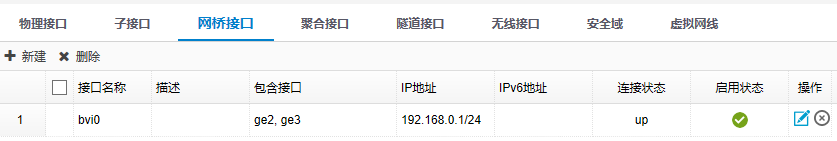 物理接口 子接口 网桥接口 聚合接口 隧道接口 无线接口 安全域 虚拟网线
新建 删除
接口名称 描述 包含接口 IP地址 IPv6地址 连接状态 启用状态 操作
1 bvi0 ge2, ge3 192.168.0.1/24 up